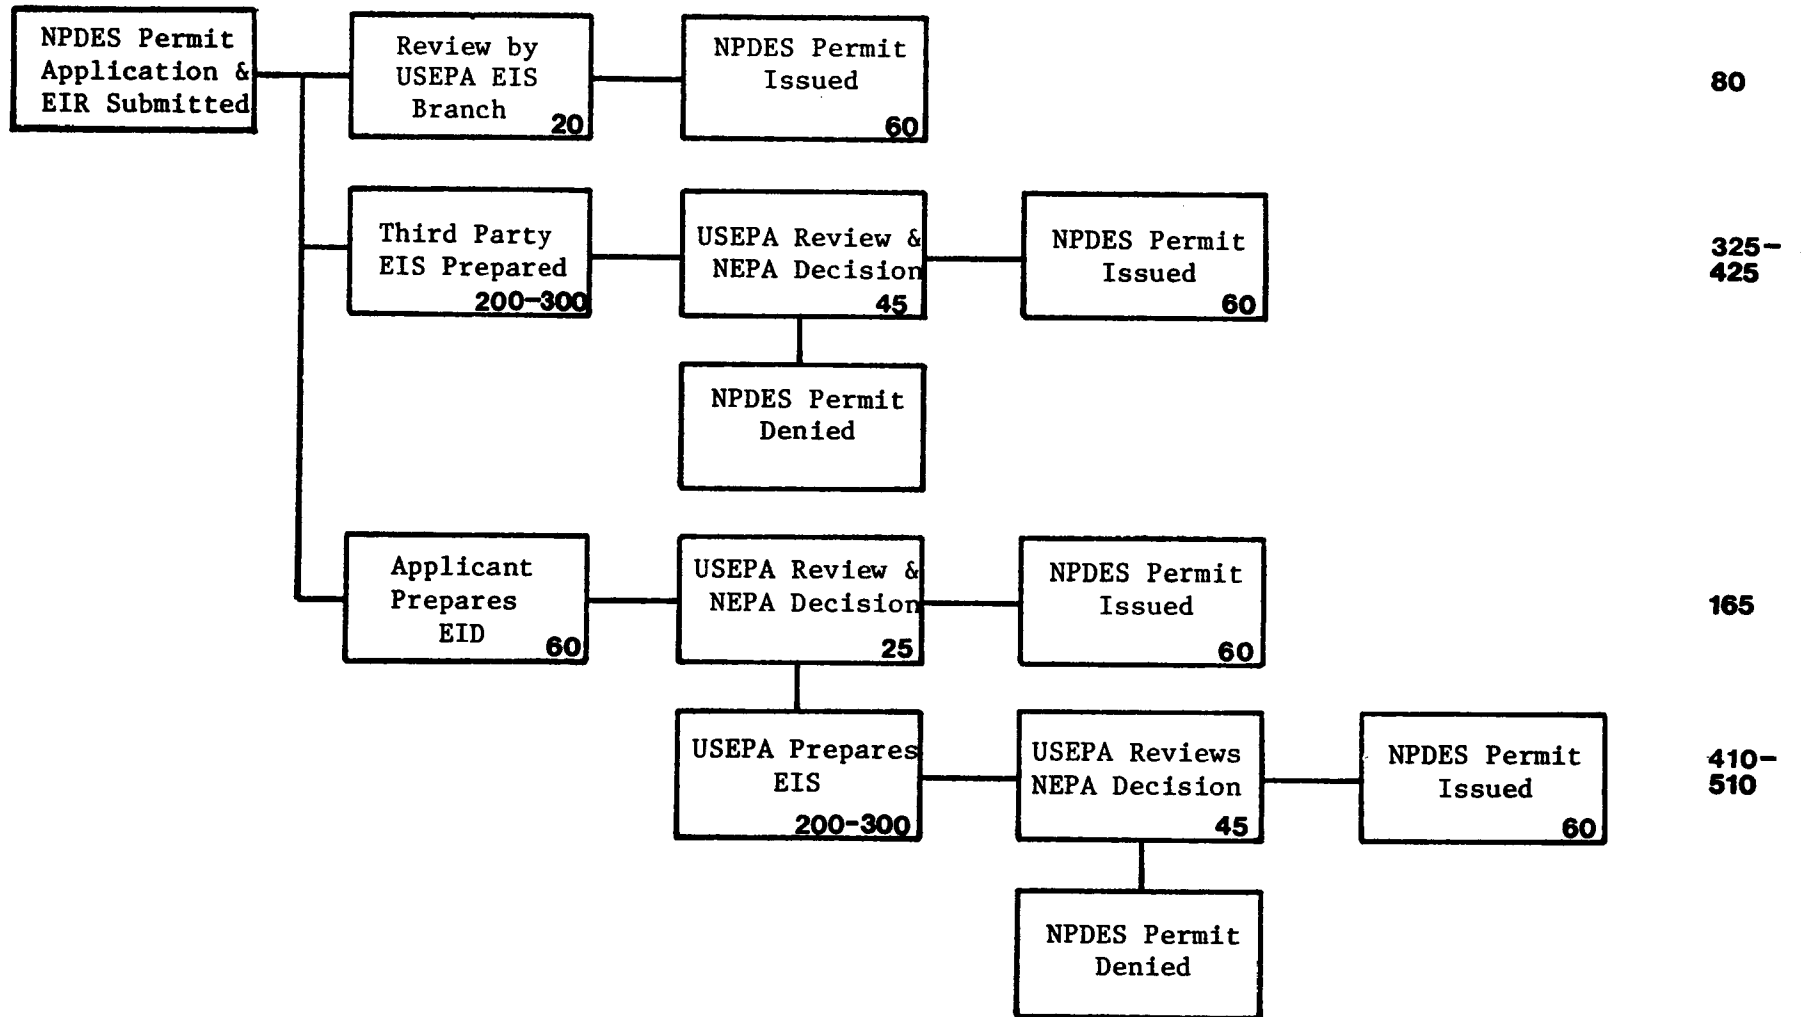 NPDES Permit
Application &
EIR Submitted
Review by
USEPA EIS
Branch
20
NPDES Permit
Issued
60
80
Third Party
EIS Prepared
200-300
USEPA Review &
NEPA Decision
45
NPDES Permit
Issued
60
325-
425
NPDES Permit
Denied
Applicant
Prepares
EID
60
USEPA Review &
NEPA Decision
25
NPDES Permit
Issued
60
165
USEPA Prepares
EIS
200-300
USEPA Reviews
NEPA Decision
45
NPDES Permit
Issued
60
410-
510
NPDES Permit
Denied